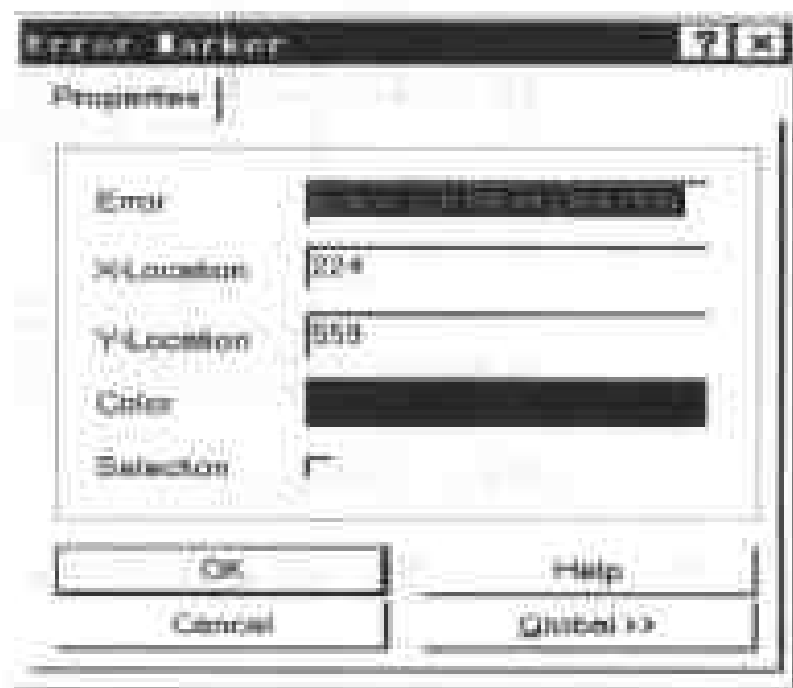 Error Marker
Properties
Error
X-Location
224
Y-Location
Color
Selection
OK
Help
Cancel
Global >>